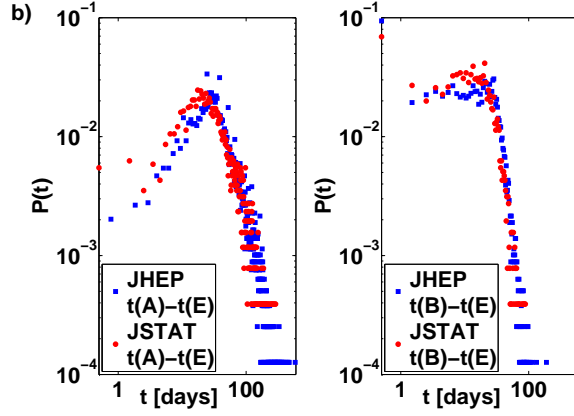 b)
10^-1
10^-2
10^-3
10^-4
P(t)
JHEP
t(A)−t(E)
JSTAT
t(A)−t(E)
1
100
t [days]
10^-1
10^-2
10^-3
10^-4
P(t)
JHEP
t(B)−t(E)
JSTAT
t(B)−t(E)
1
100
t [days]